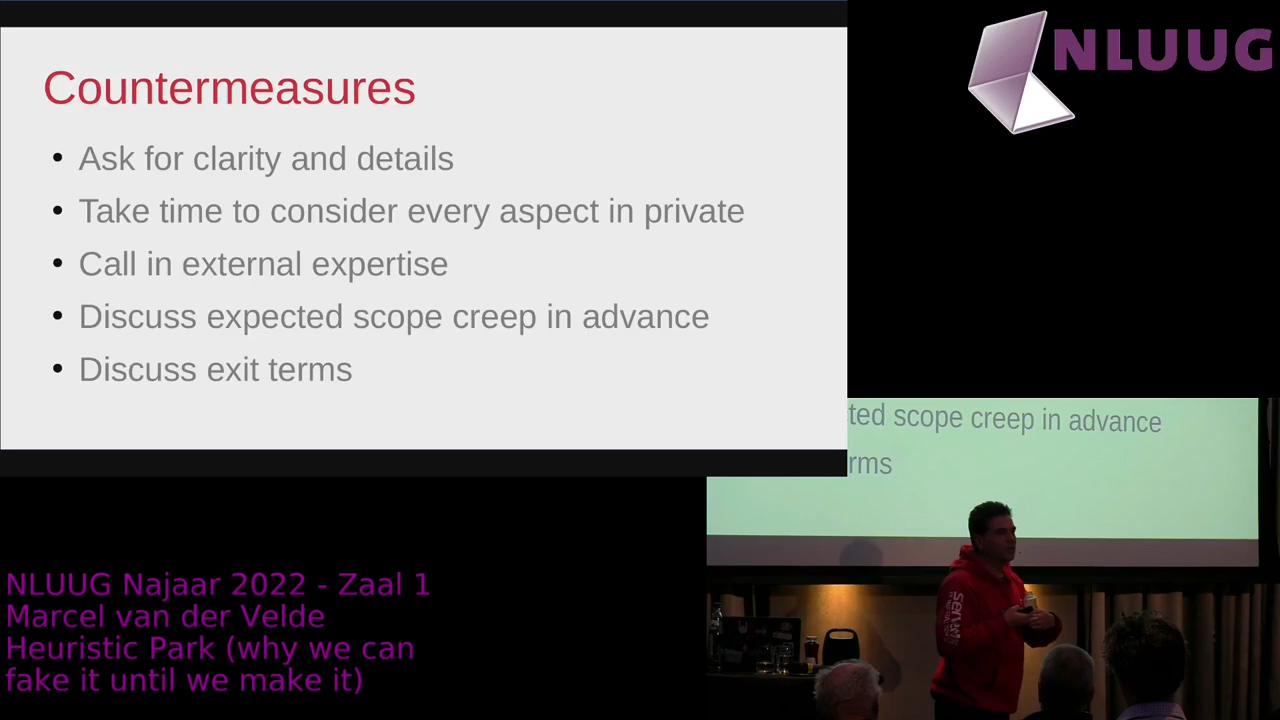 Countermeasures
Ask for clarity and details
Take time to consider every aspect in private
Call in external expertise
Discuss expected scope creep in advance
Discuss exit terms
NLUUG
ted scope creep in advance
rms
NLUUG Najaar 2022 - Zaal 1
Marcel van der Velde
Heuristic Park (why we can
fake it until we make it)